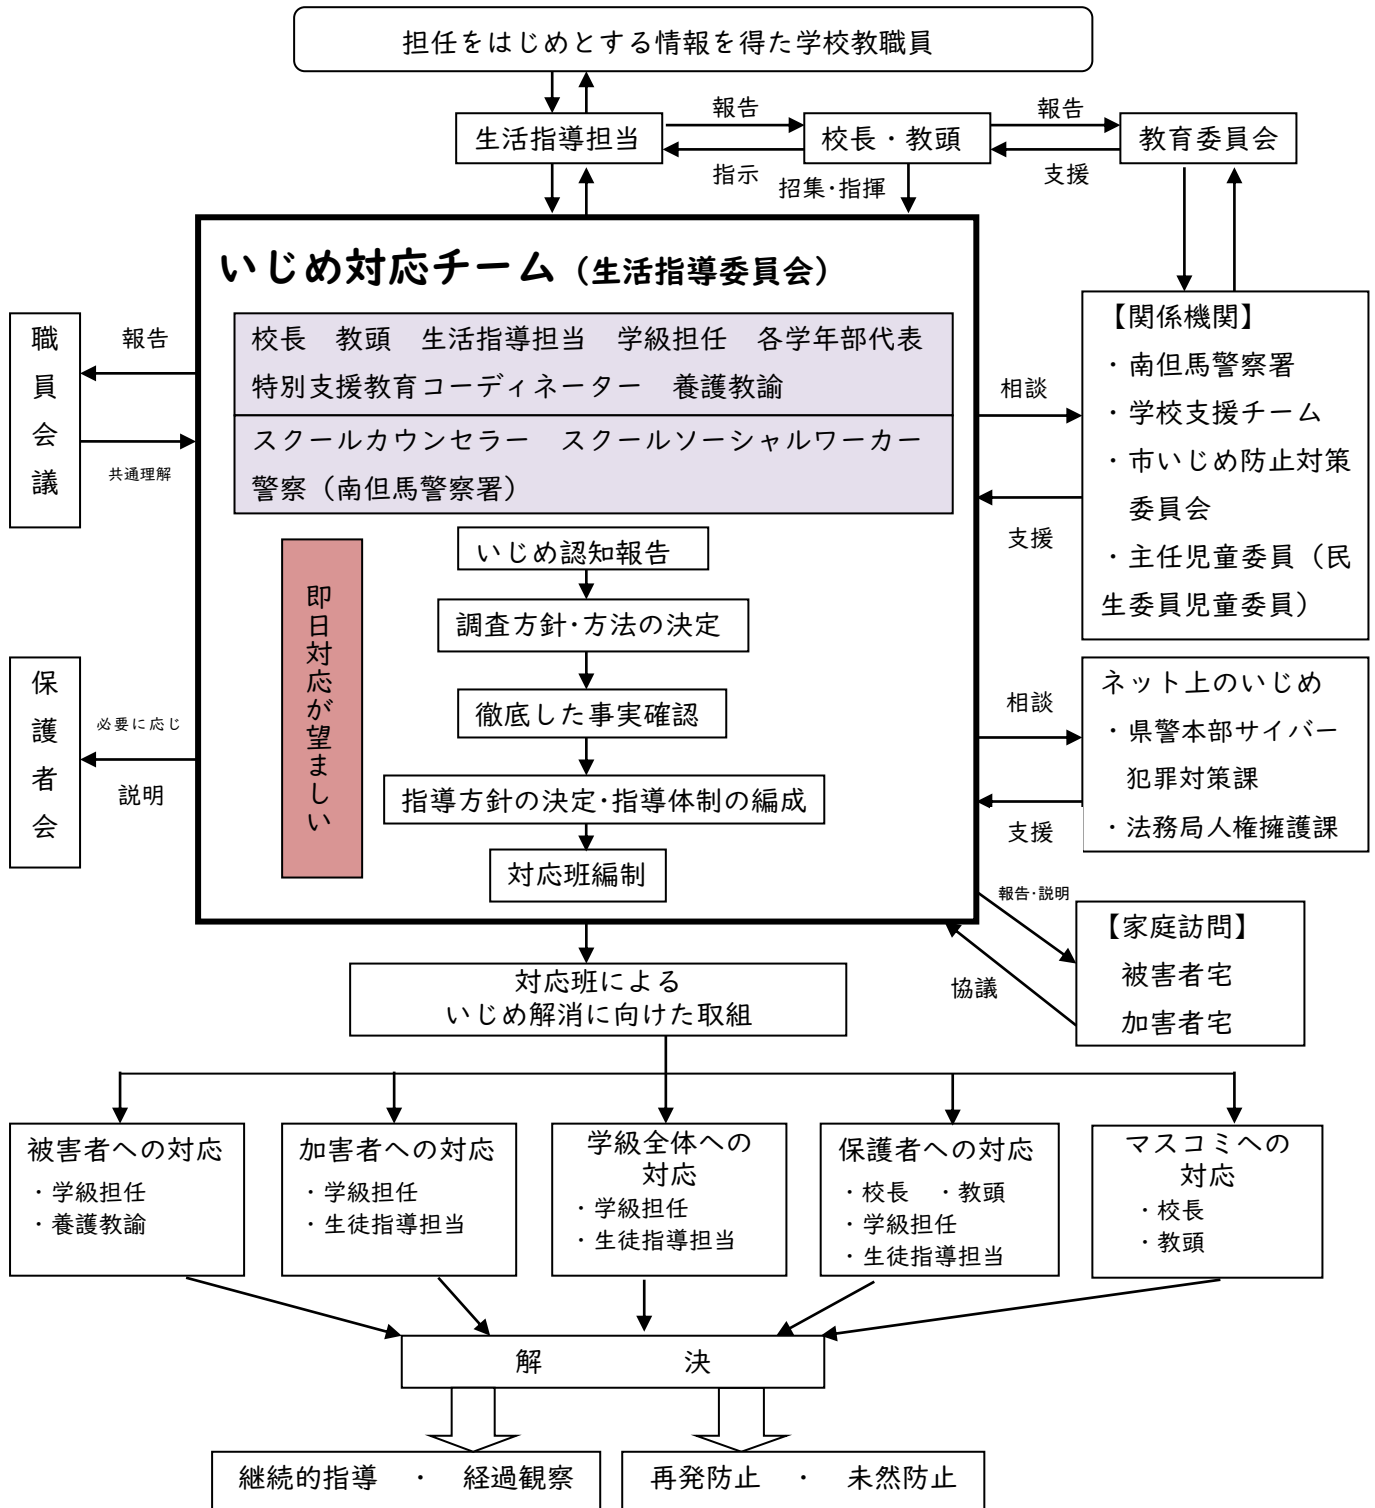 担任をはじめとする情報を得た学校教職員
生活指導担当
報告
指示
校長・教頭
招集・指揮
報告
支援
教育委員会
いじめ対応チーム（生活指導委員会）
校長　教頭　生活指導担当　学級担任　各学年部代表
特別支援教育コーディネーター　養護教諭
スクールカウンセラー　スクールソーシャルワーカー
警察（南但馬警察署）
職員会議
報告
共通理解
保護者会
必要に応じ
説明
即日対応が望ましい
いじめ認知報告
調査方針・方法の決定
徹底した事実確認
指導方針の決定・指導体制の編成
対応班編制
相談
支援
【関係機関】
・南但馬警察署
・学校支援チーム
・市いじめ防止対策
委員会
・主任児童委員（民
生委員児童委員）
相談
支援
ネット上のいじめ
・県警本部サイバー
犯罪対策課
・法務局人権擁護課
報告・説明
協議
【家庭訪問】
被害者宅
加害者宅
対応班による
いじめ解消に向けた取組
被害者への対応
・学級担任
・養護教諭
加害者への対応
・学級担任
・生徒指導担当
学級全体への
対応
・学級担任
・生徒指導担当
保護者への対応
・校長　・教頭
・学級担任
・生徒指導担当
マスコミへの
対応
・校長
・教頭
解　決
継続的指導　・　経過観察
再発防止　・　未然防止